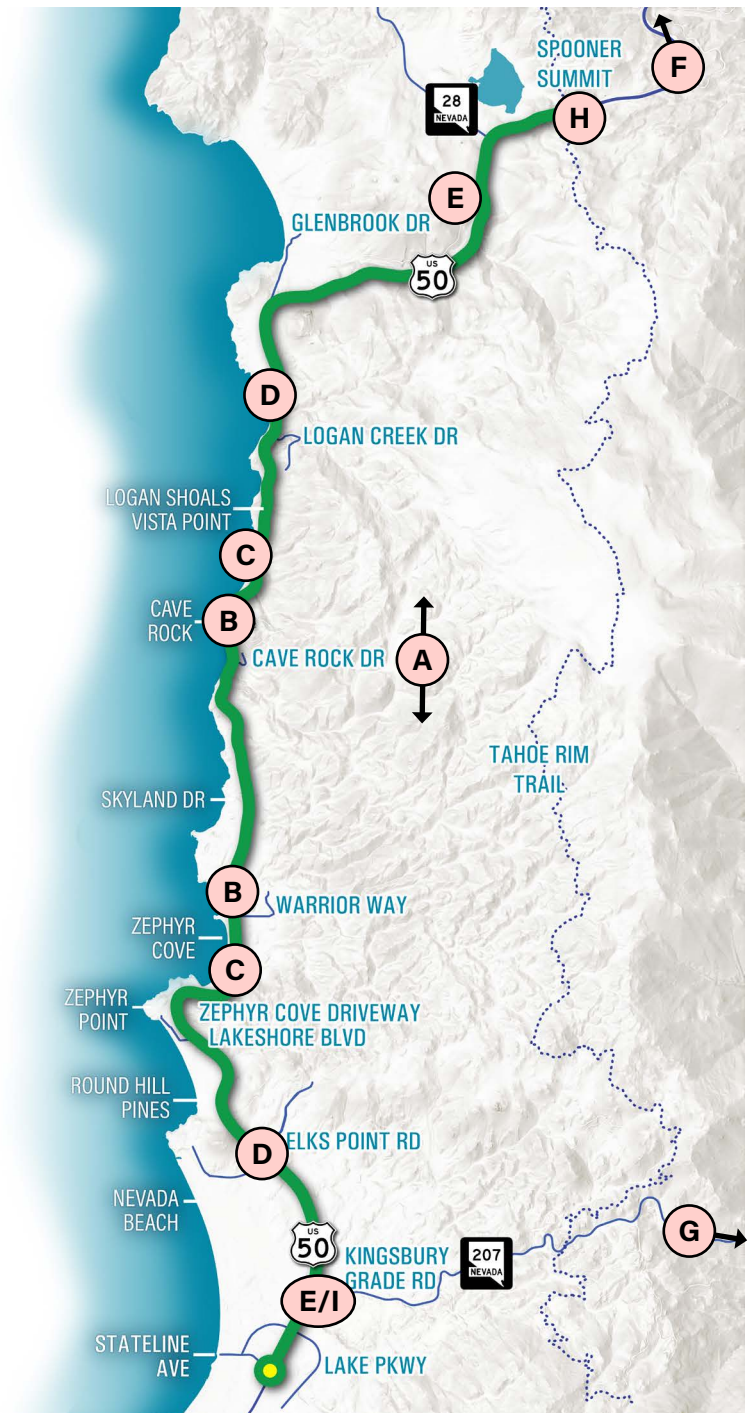 SPOONER
SUMMIT
F
28
NEVADA
H
E
GLENBROOK DR
US
50
D
LOGAN CREEK DR
LOGAN SHOALS
VISTA POINT
C
CAVE
ROCK
B
CAVE ROCK DR
A
TAHOE RIM
TRAIL
SKYLAND DR
B
WARRIOR WAY
ZEPHYR
COVE
C
ZEPHYR
POINT
ZEPHYR COVE DRIVEWAY
LAKESHORE BLVD
ROUND HILL
PINES
D
ELKS POINT RD
NEVADA
BEACH
G
US
50
KINGSBURY
GRADE RD
207
NEVADA
E/I
STATELINE
AVE
LAKE PKWY